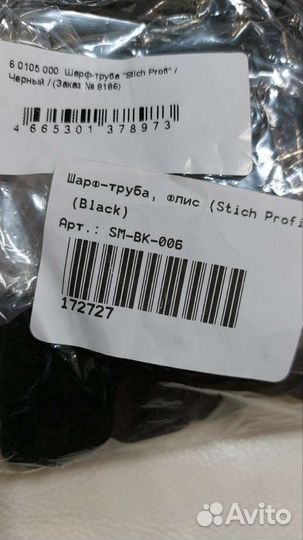 6 0105 000 Шарф-труба "Stich Profi" /
Черный / (Заказ № 8166)
4 665301 378973
Шарф-труба, флис (Stich Profi
(Black)
Арт.: SM-BK-006
172727
Avito